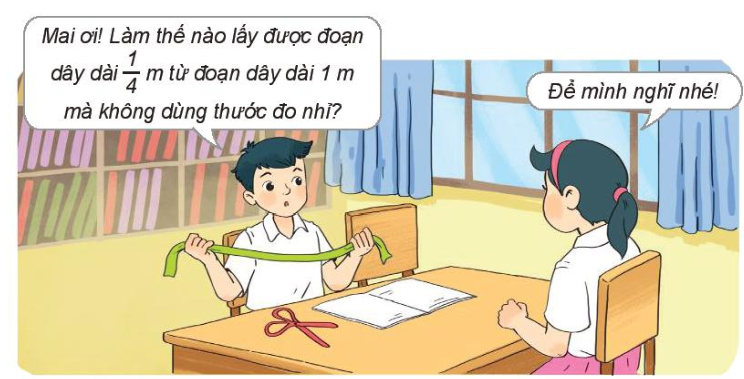 Mai ơi! Làm thế nào lấy được đoạn
dây dài 1/4 m từ đoạn dây dài 1 m
mà không dùng thước đo nhỉ?
Để mình nghĩ nhé!